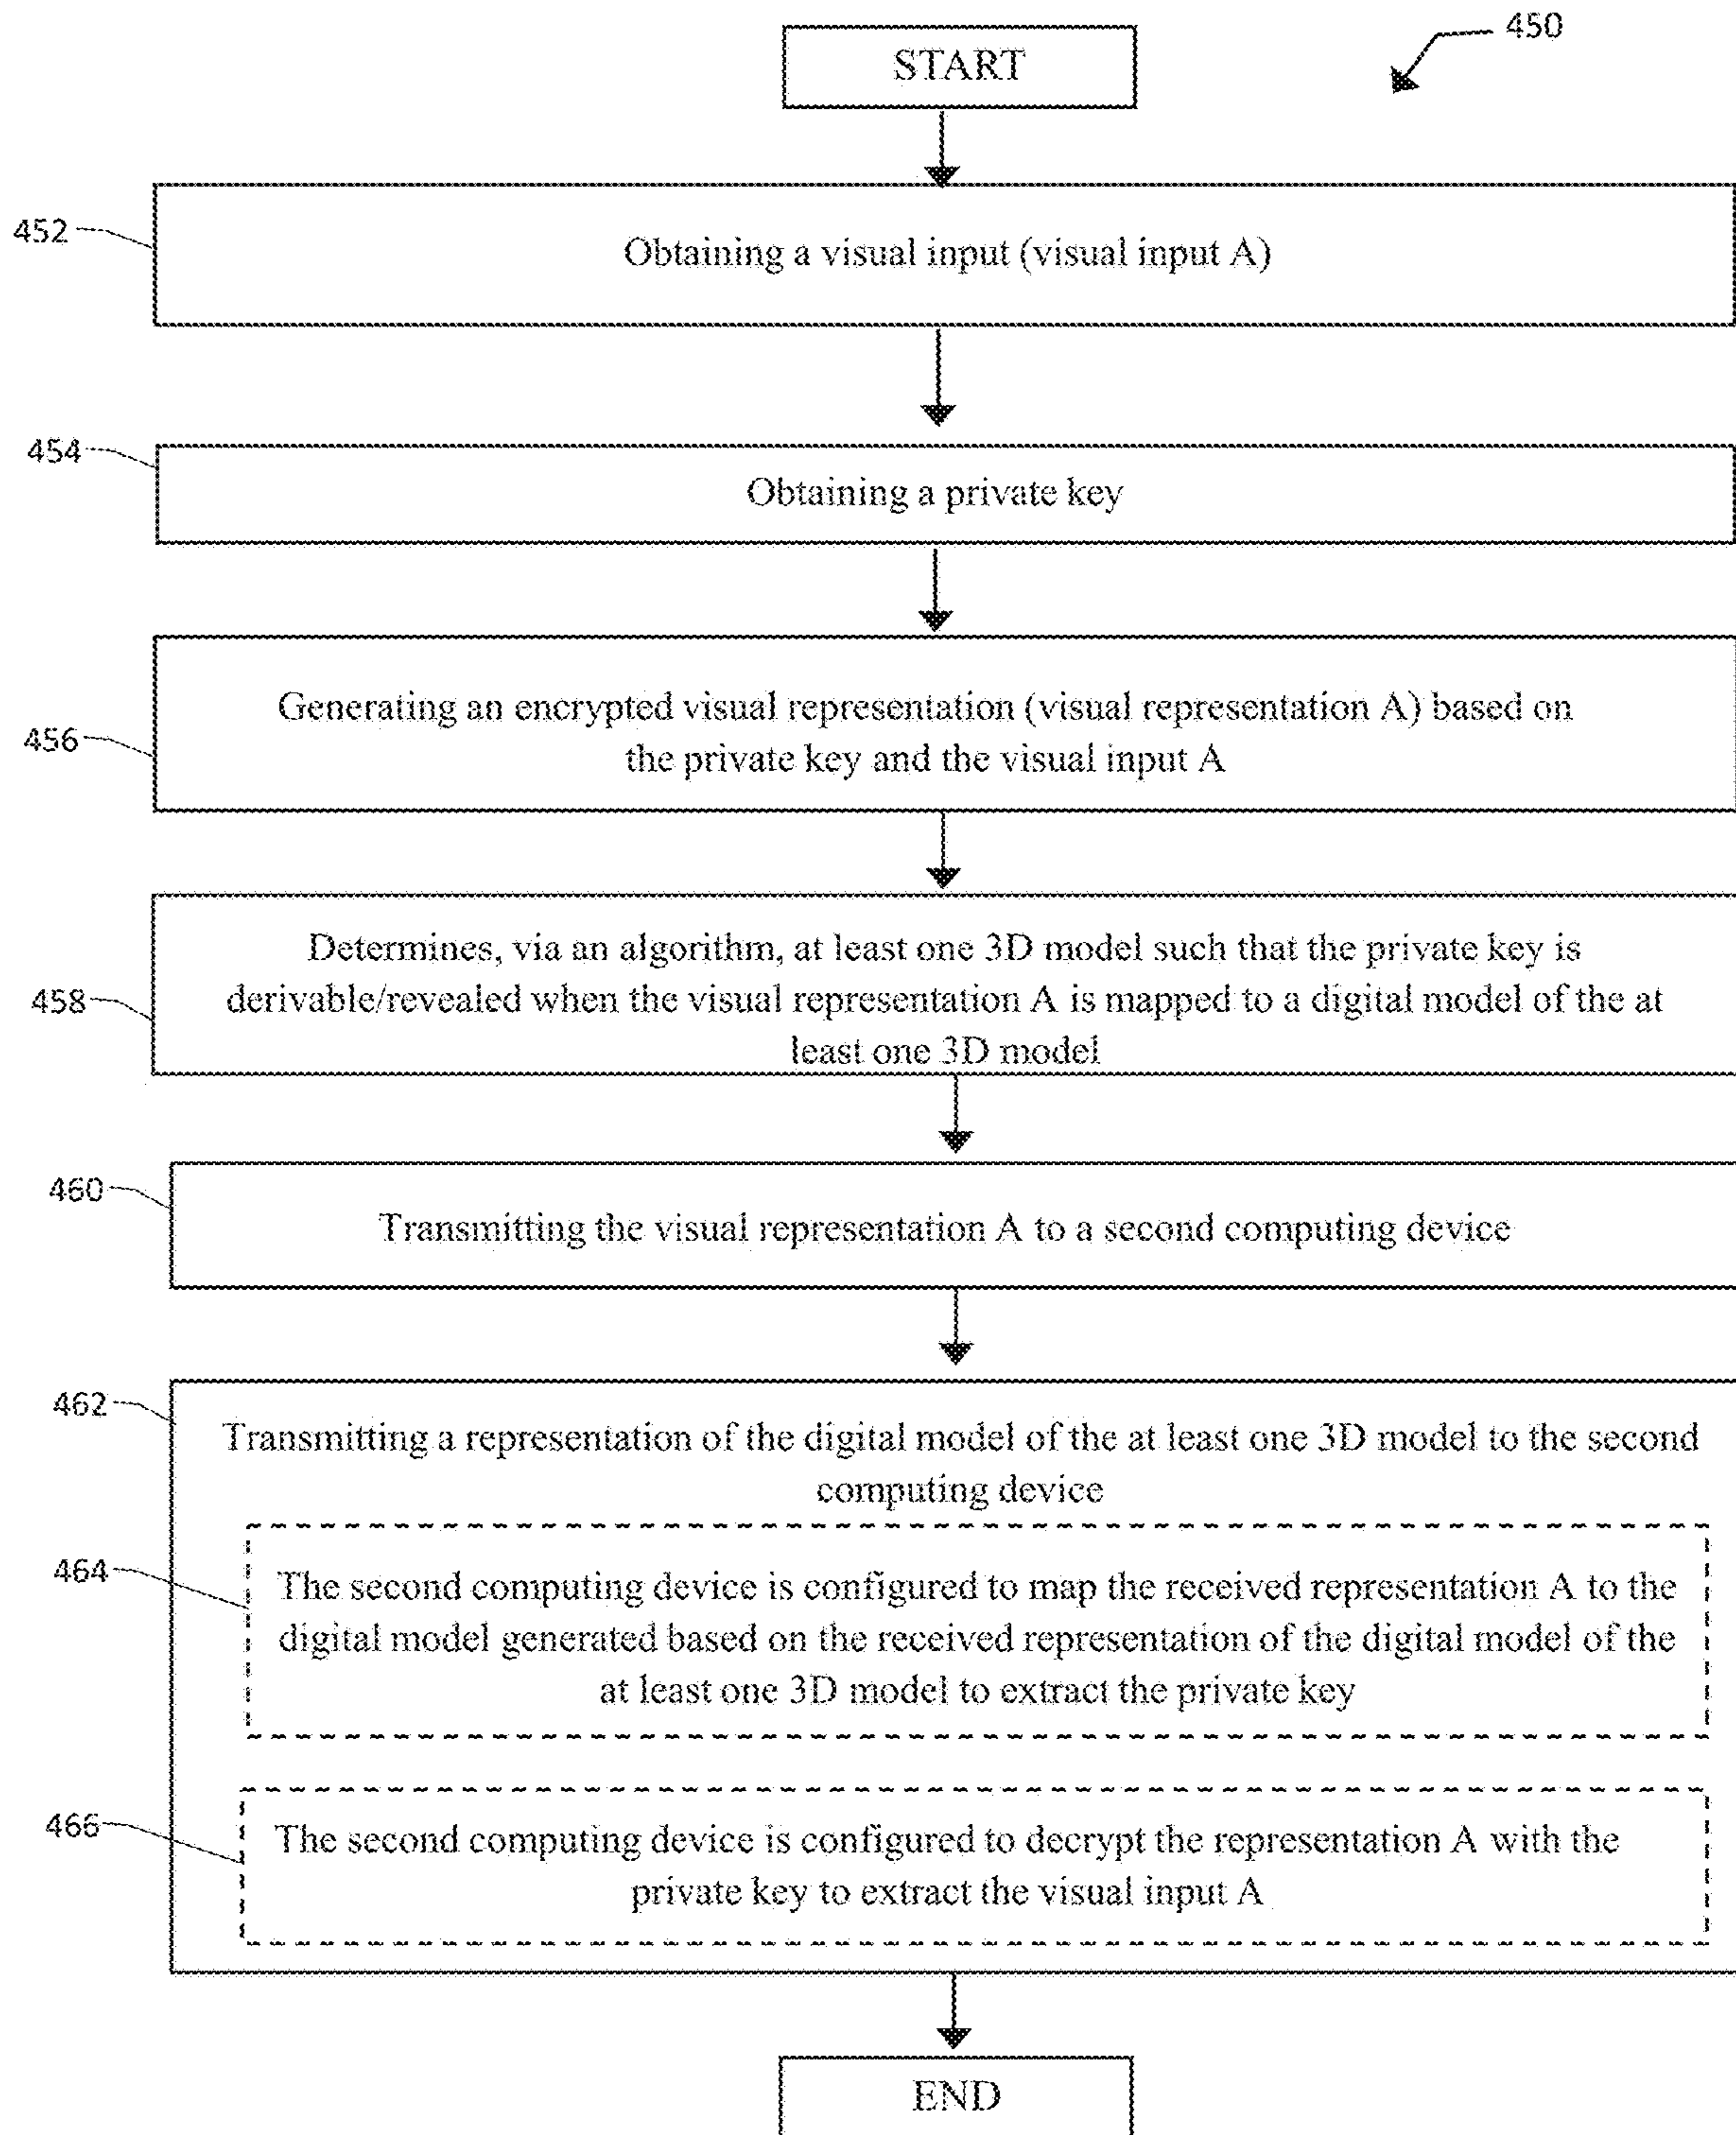 START
450
452
Obtaining a visual input (visual input A)
454
Obtaining a private key
456
Generating an encrypted visual representation (visual representation A) based on
the private key and the visual input A
458
Determines, via an algorithm, at least one 3D model such that the private key is
derivable/revealed when the visual representation A is mapped to a digital model of the at
least one 3D model
460
Transmitting the visual representation A to a second computing device
462
Transmitting a representation of the digital model of the at least one 3D model to the second
computing device
464
The second computing device is configured to map the received representation A to the
digital model generated based on the received representation of the digital model of the
at least one 3D model to extract the private key
466
The second computing device is configured to decrypt the representation A with the
private key to extract the visual input A
END